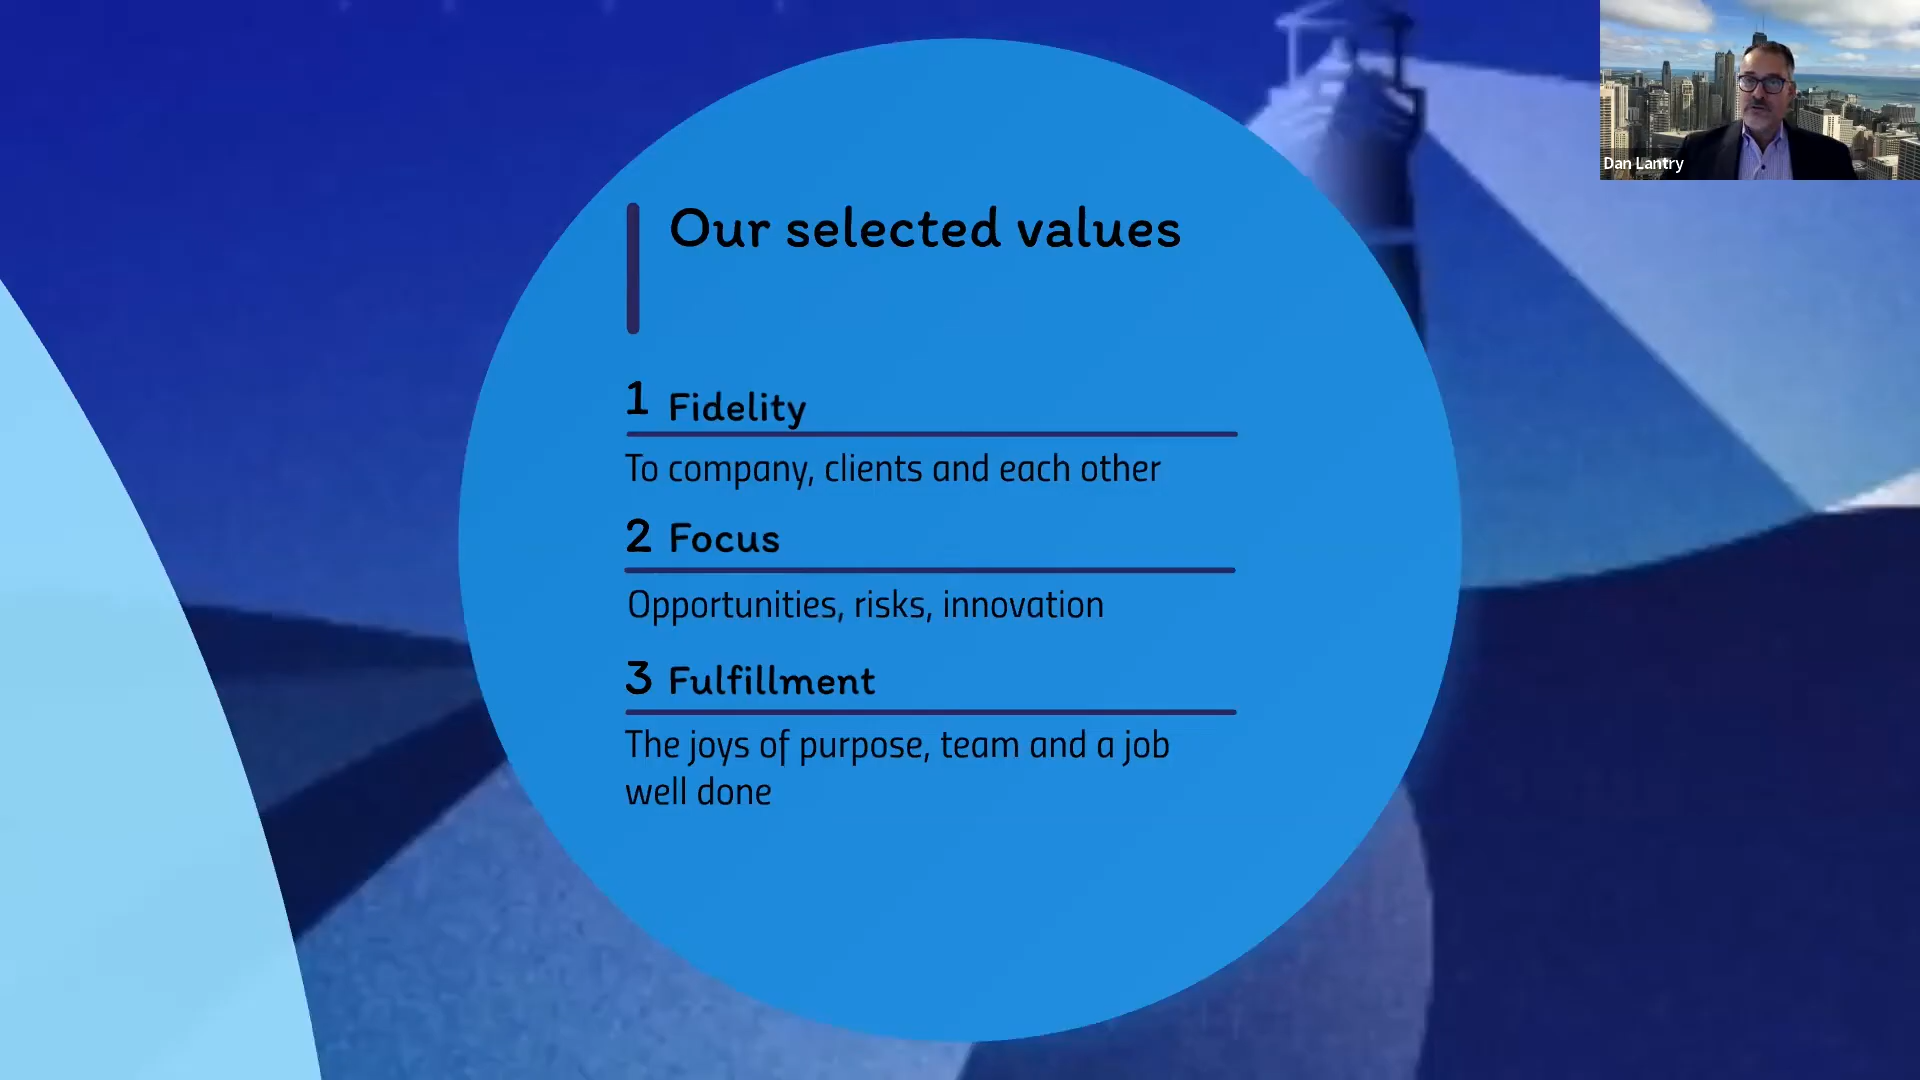 Our selected values
1 Fidelity
To company, clients and each other
2 Focus
Opportunities, risks, innovation
3 Fulfillment
The joys of purpose, team and a job
well done
Dan Lantry